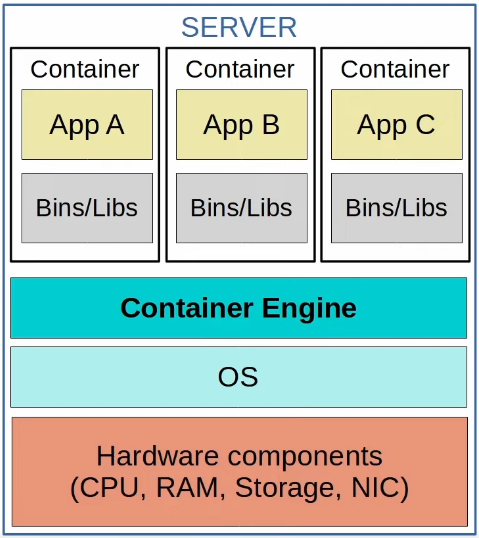 SERVER
Container
Container
Container
App A
App B
App C
Bins/Libs
Bins/Libs
Bins/Libs
Container Engine
OS
Hardware components
(CPU, RAM, Storage, NIC)